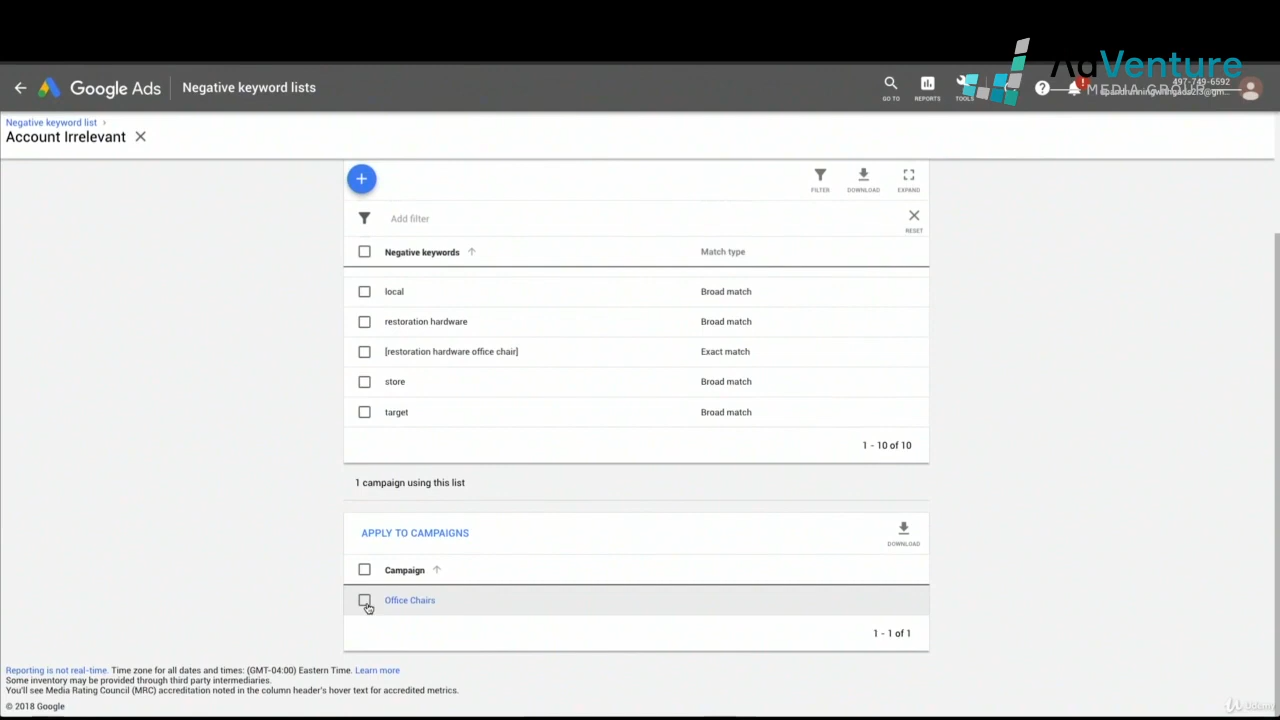 AdVenture
MEDIA GROUP
Google Ads
Negative keyword lists
GO TO
REPORTS
TOOLS
497-749-6592
Negative keyword list
Account Irrelevant
FILTER
DOWNLOAD
EXPAND
Add filter
RESET
Negative keywords
Match type
local
Broad match
restoration hardware
Broad match
[restoration hardware office chair]
Exact match
store
Broad match
target
Broad match
1 - 10 of 10
1 campaign using this list
APPLY TO CAMPAIGNS
DOWNLOAD
Campaign
Office Chairs
1 - 1 of 1
Reporting is not real-time. Time zone for all dates and times: (GMT-04:00) Eastern Time. Learn more
Some inventory may be provided through third party intermediaries.
You'll see Media Rating Council (MRC) accreditation noted in the column header's hover text for accredited metrics.
© 2018 Google
Udemy